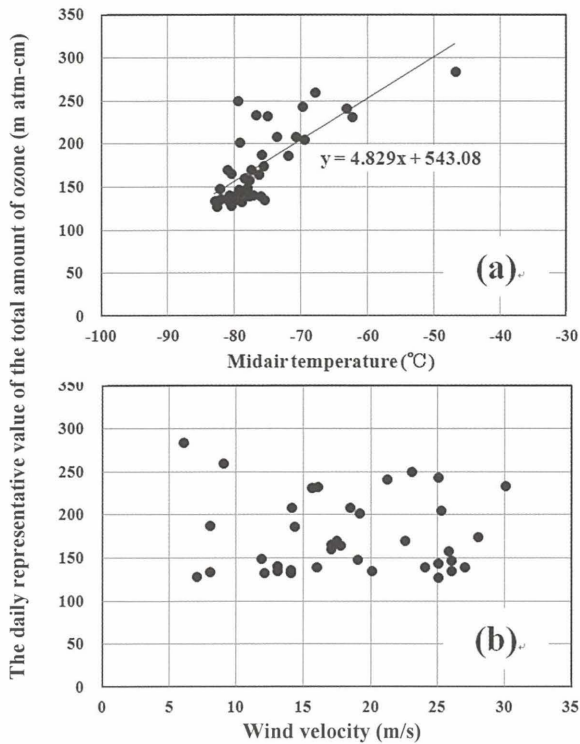 The daily representative value of the total amount of ozone (m atm-cm)
350
300
250
200
150
100
50
0
y = 4.829x + 543.08
(a)
-100 -90 -80 -70 -60 -50 -40 -30
Midair temperature (℃)
350
300
250
200
150
100
50
0
(b)
0 5 10 15 20 25 30 35
Wind velocity (m/s)